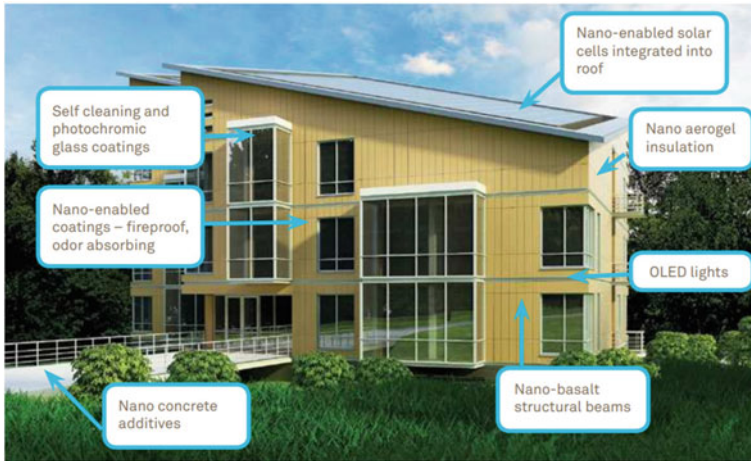 Nano-enabled solar
cells integrated into
roof
Self cleaning and
photochromic
glass coatings
Nano aerogel
insulation
Nano-enabled
coatings – fireproof,
odor absorbing
OLED lights
Nano-basalt
structural beams
Nano concrete
additives